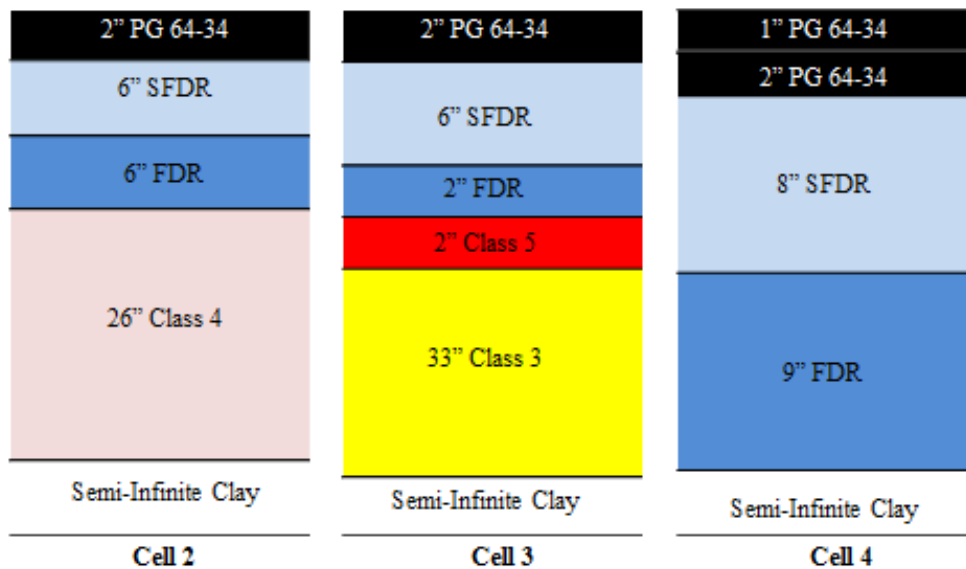 2” PG 64-34
6” SFDR
6” FDR
26” Class 4
Semi-Infinite Clay
Cell 2
2” PG 64-34
6” SFDR
2” FDR
2” Class 5
33” Class 3
Semi-Infinite Clay
Cell 3
1” PG 64-34
2” PG 64-34
8” SFDR
9” FDR
Semi-Infinite Clay
Cell 4